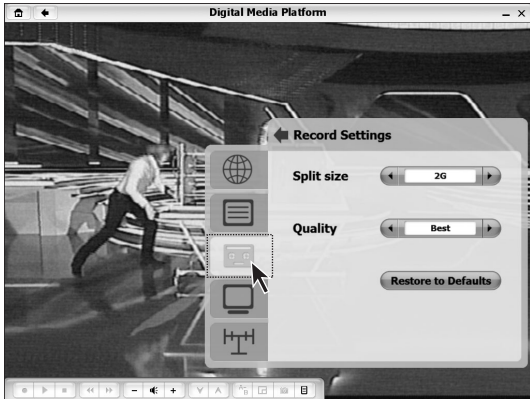 Digital Media Platform
Record Settings
Split size
2G
Quality
Best
Restore to Defaults
A-B